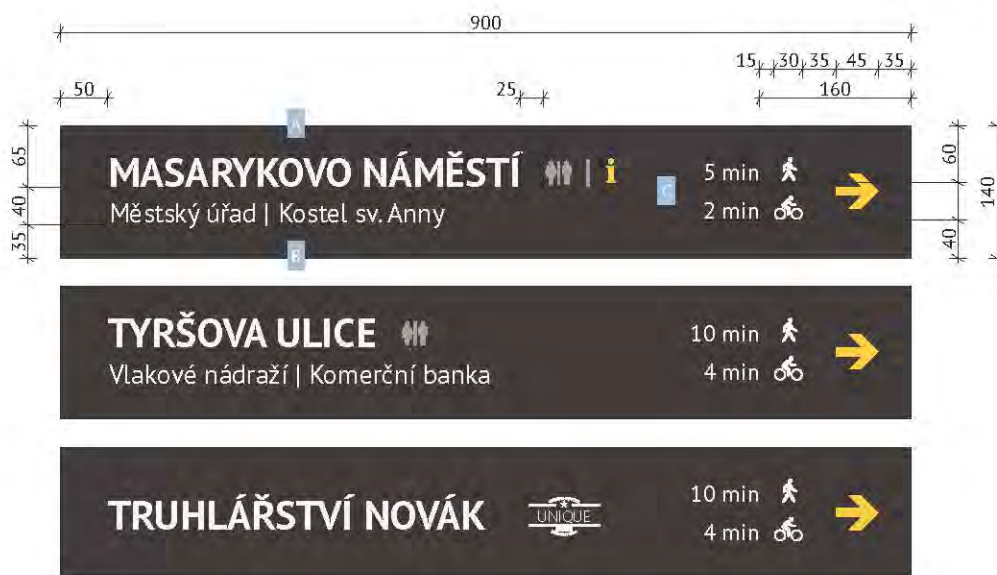 900
15 30 35 45 35
50 25 160
A
65 60
MASARYKOVO NÁMĚSTÍ | i 5 min
C
140
40 Městský úřad | Kostel sv. Anny 2 min
35 40
B
TYRŠOVA ULICE 10 min
Vlakové nádraží | Komerční banka 4 min
TRUHLÁŘSTVÍ NOVÁK UNIQUE 10 min
4 min